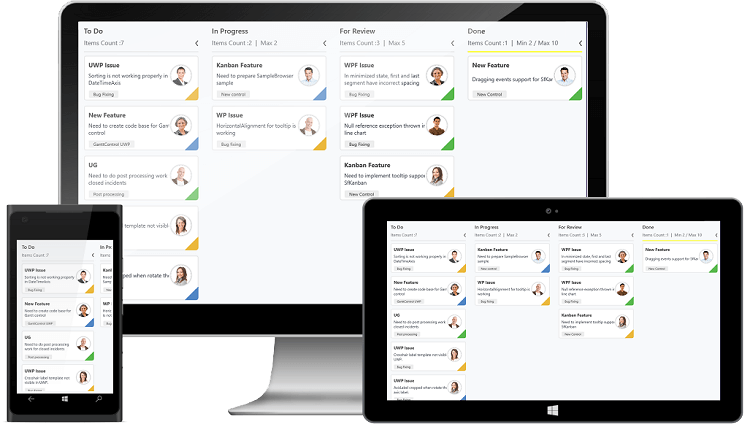 To Do
Items Count :7
UWP Issue
Sorting is not working properly in
DateTimeAxis
Bug Fixing
New Feature
Need to create code base for Gantt
control
GanttControl UWP
UG
Need to do post processing work
closed incidents
Post processing
template not visible
pped when rotate the
In Progress
Items Count :2 | Max 2
Kanban Feature
Need to prepare SampleBrowser
sample
New control
WP Issue
HorizontalAlignment for tooltip is
working
Bug fixing
For Review
Items Count :3 | Max 5
WPF Issue
In minimized state, first and last
segment have incorrect spacing
Bug Fixing
WPF Issue
Null reference exception thrown in
line chart
Bug Fixing
Kanban Feature
Need to implement tooltip support
SfKanban
New Control
Done
Items Count :1 | Min 2 / Max 10
New Feature
Dragging events support for SfKanban
New Control
To Do
Items Count :7
UWP Issue
Sorting is not working properly
in DateTimeAxis
Bug Fixing
New Feature
Need to create code base for
Gantt control
GanttControl UWP
UG
Need to do post processing
work for closed incidents
Post processing
UWP Issue
Crosshair label template not
visible in UWP.
In Progress
Items Count
To Do
Items Count :7
UWP Issue
Sorting is not working properly in
DateTimeAxis
Bug Fixing
New Feature
Need to create code base for Gantt
control
GanttControl UWP
UG
Need to do post processing work
closed incidents
Post processing
UWP Issue
Crosshair label template not visible
in UWP.
Bug fixing
UWP Issue
AxisLabel cropped when rotate the
axis label.
In Progress
Items Count :2 | Max 2
Kanban Feature
Need to prepare SampleBrowser
sample
New control
WP Issue
HorizontalAlignment for tooltip is
working
Bug fixing
For Review
Items Count :3 | Max 5
WPF Issue
In minimized state, first and last
segment have incorrect spacing
Bug Fixing
WPF Issue
Null reference exception thrown in
line chart
Bug Fixing
Kanban Feature
Need to implement tooltip support
SfKanban
New Control
Done
Items Count :1 | Min 2 / Max 10
New Feature
Dragging events support for SfKanban
New Control